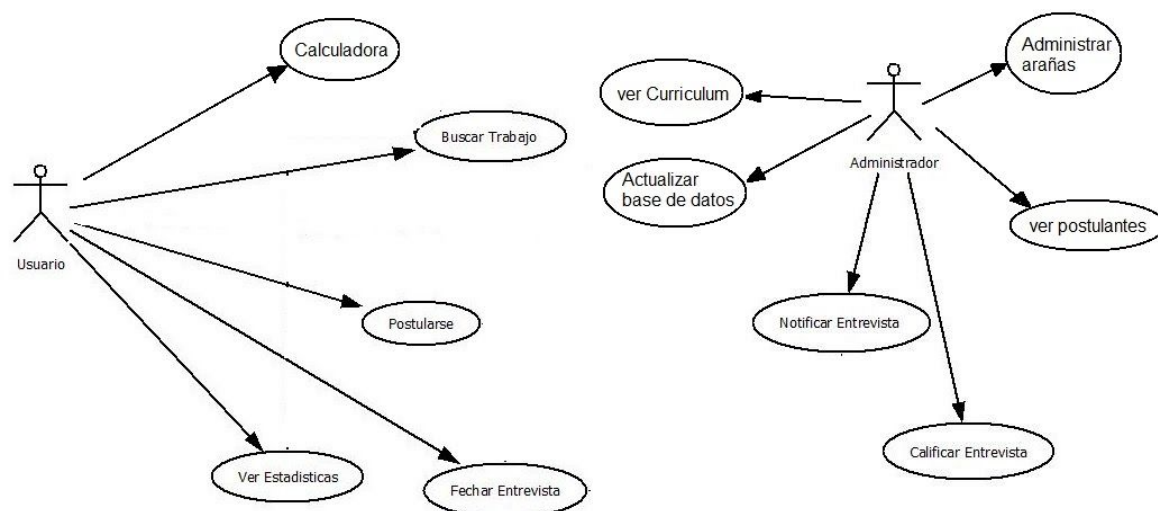 Calculadora
Buscar Trabajo
Usuario
Postularse
Ver Estadisticas
Fechar Entrevista
Administrar
arañas
ver Curriculum
Administrador
Actualizar
base de datos
ver postulantes
Notificar Entrevista
Calificar Entrevista